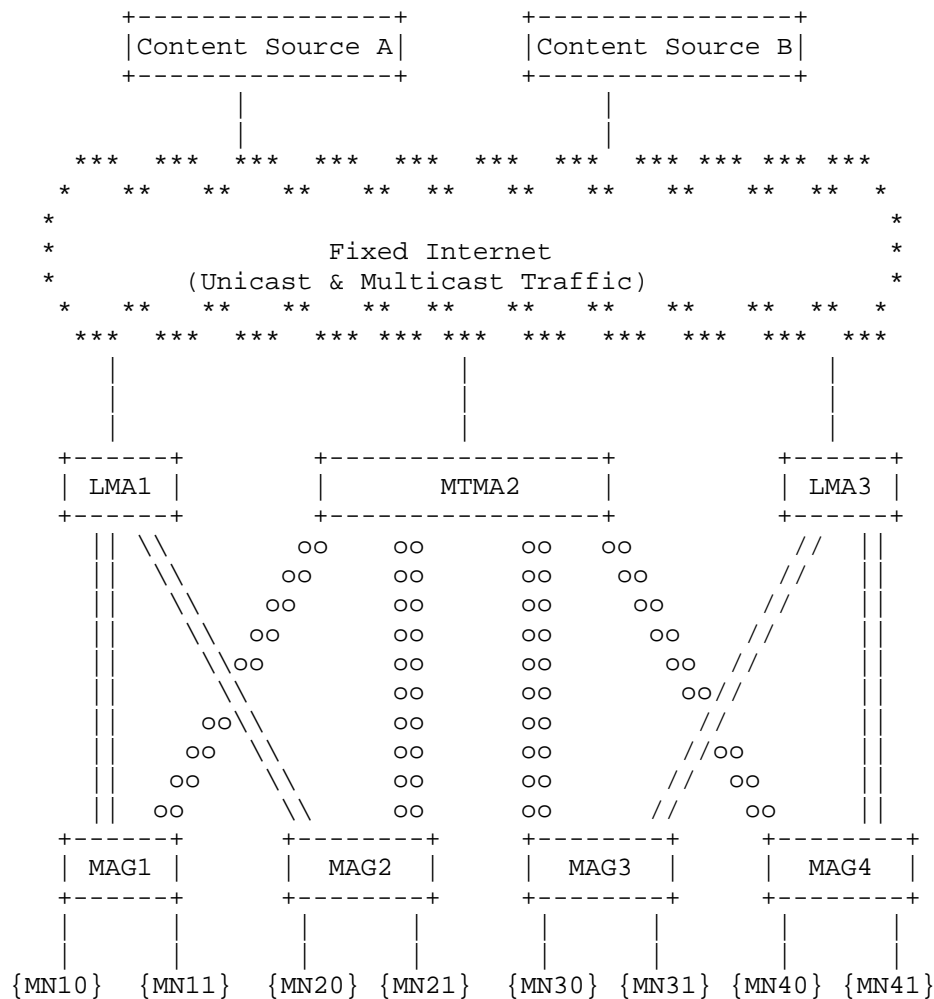 Content Source A Content Source B
Fixed Internet
(Unicast & Multicast Traffic)
LMA1 MTMA2 LMA3
MAG1 MAG2 MAG3 MAG4
{MN10} {MN11} {MN20} {MN21} {MN30} {MN31} {MN40} {MN41}